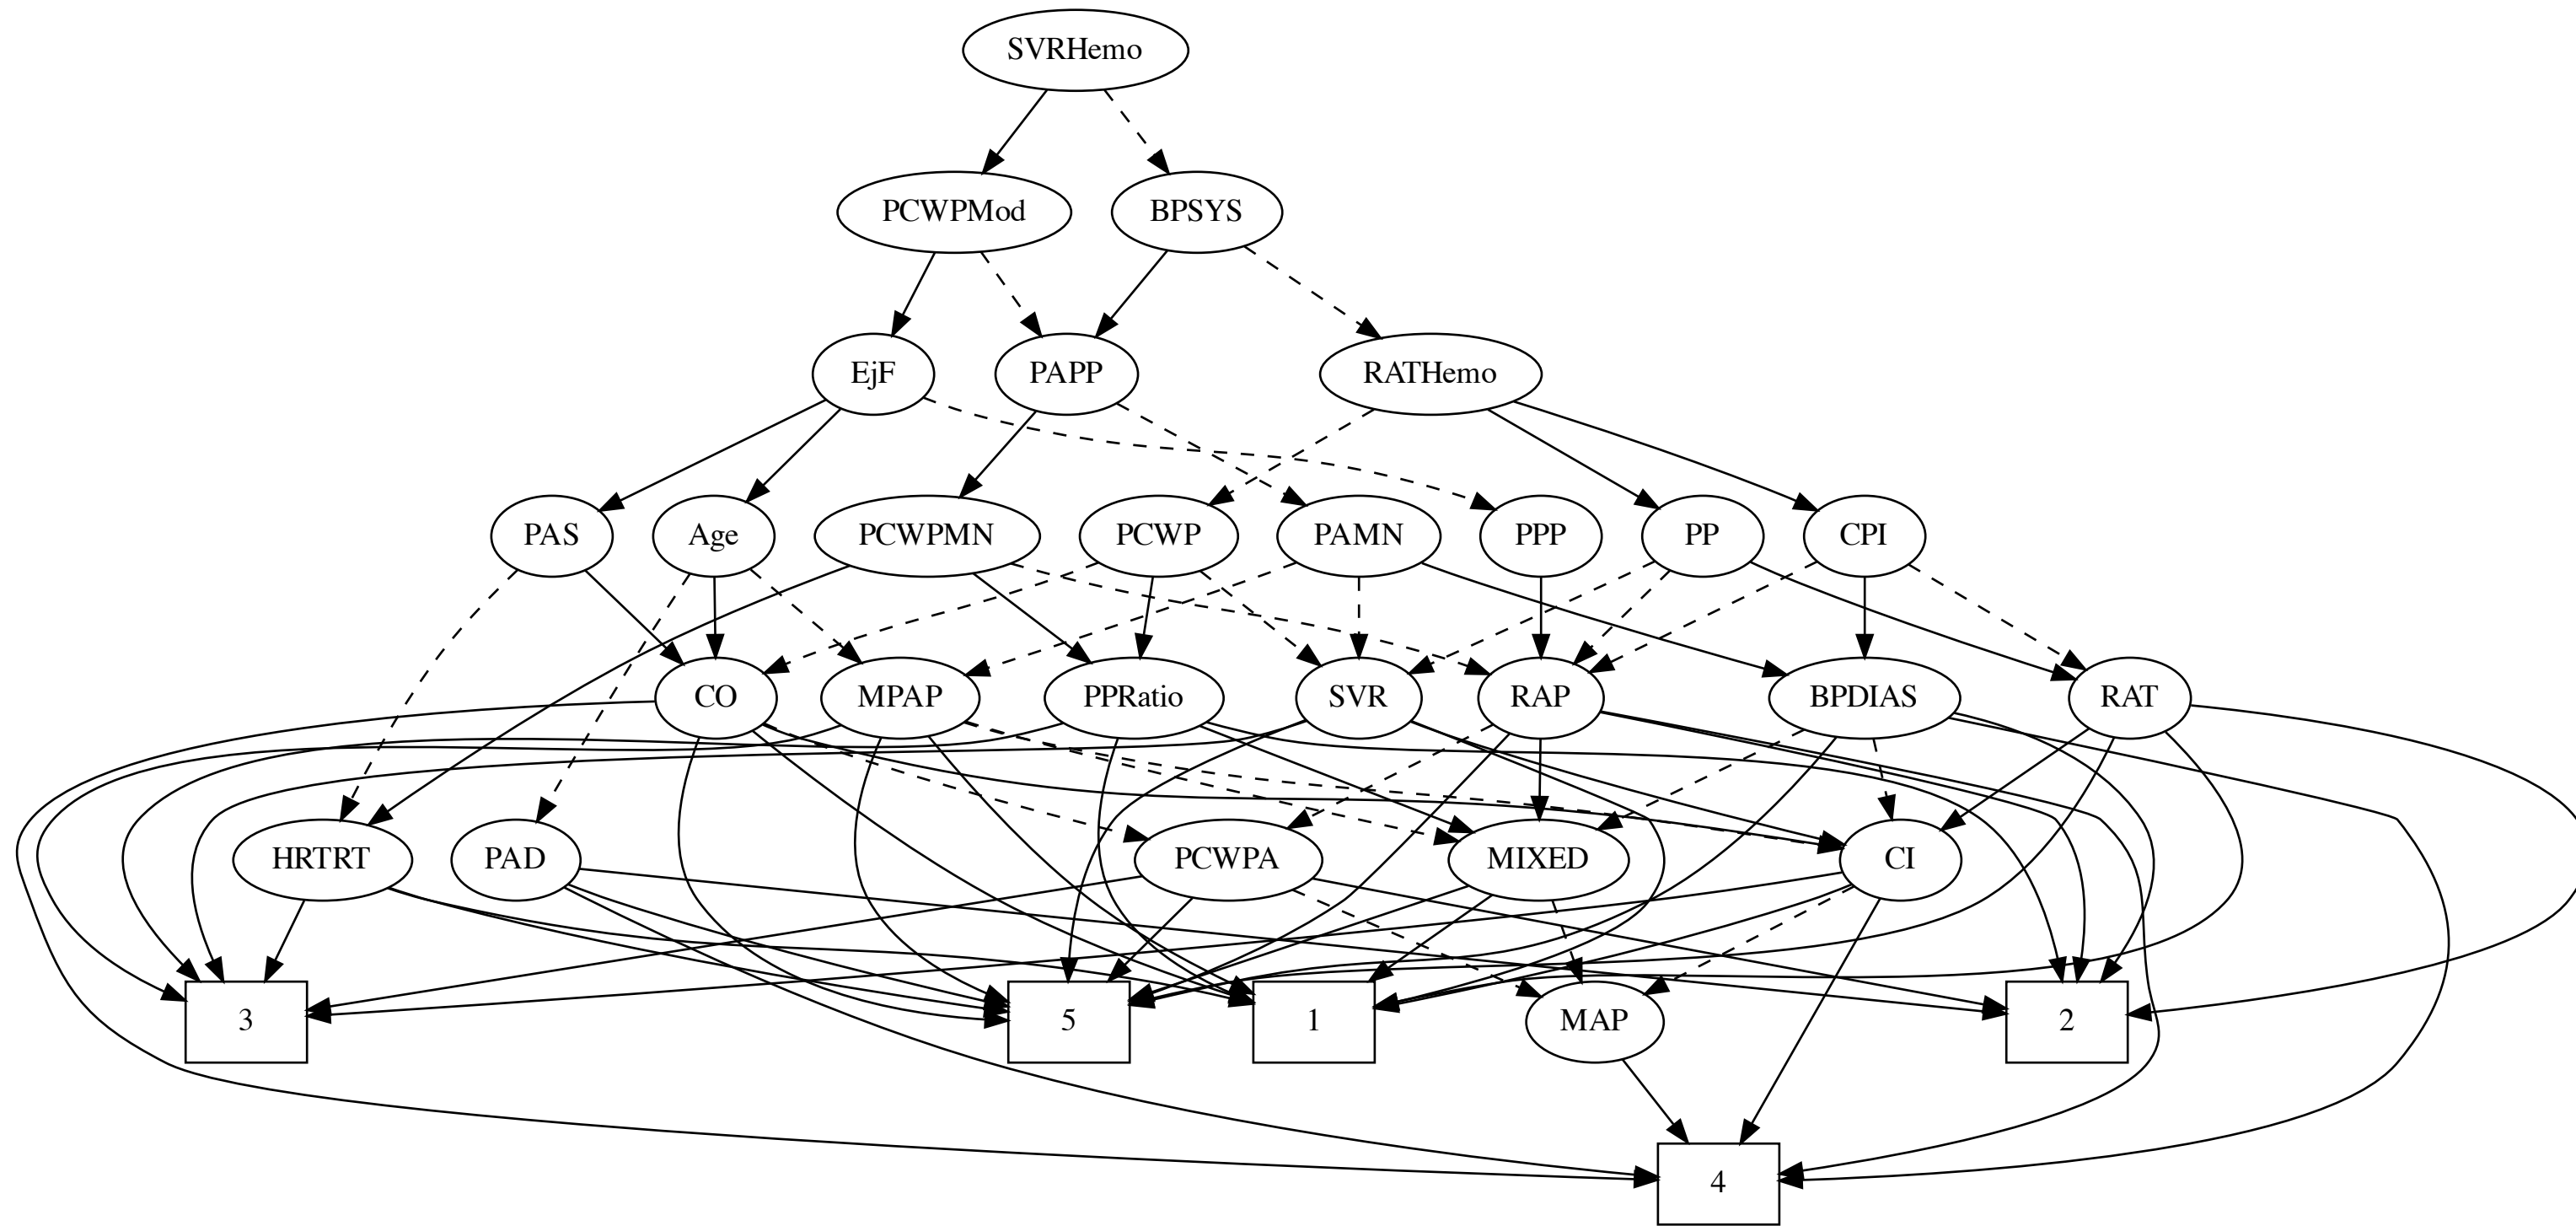 SVRHemo
PCWPMod
BPSYS
EjF
PAPP
RATHemo
PAS
Age
PCWPMN
PCWP
PAMN
PPP
PP
CPI
CO
MPAP
PPRatio
SVR
RAP
BPDIAS
RAT
HRTRT
PAD
PCWPA
MIXED
CI
3
5
1
MAP
2
4